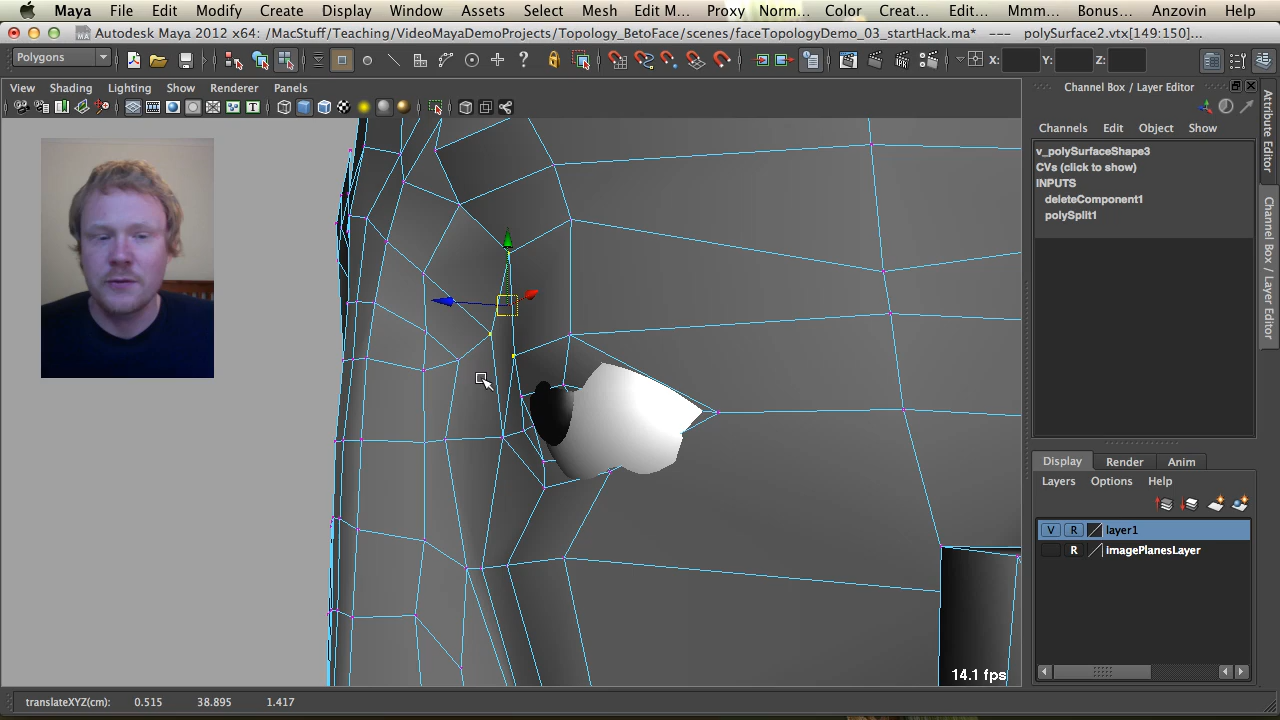 Maya File Edit Modify Create Display Window Assets Select Mesh Edit M... Proxy Norm... Color Create... Edit... Mmm... Bonu... Anzovin Help
Autodesk Maya 2012 x64: /MacStuff/Teaching/VideoMayaDemoProjects/Topology_BetoFace/scenes/faceTopologyDemo_03_startHack.ma* --- polySurface2.vtx[149:150]...
Polygons X: Y: Z:
View Shading Lighting Show Renderer Panels
Channel Box / Layer Editor
Channels Edit Object Show
v_polySurfaceShape3
CVs (click to show)
INPUTS
deleteComponent1
polySplit1
Attribute Editor
Channel Box / Layer Editor
Display Render Anim
Layers Options Help
V R layer1
R imagePlanesLayer
14.1 fps
translateXYZ(cm): 0.515 38.895 1.417